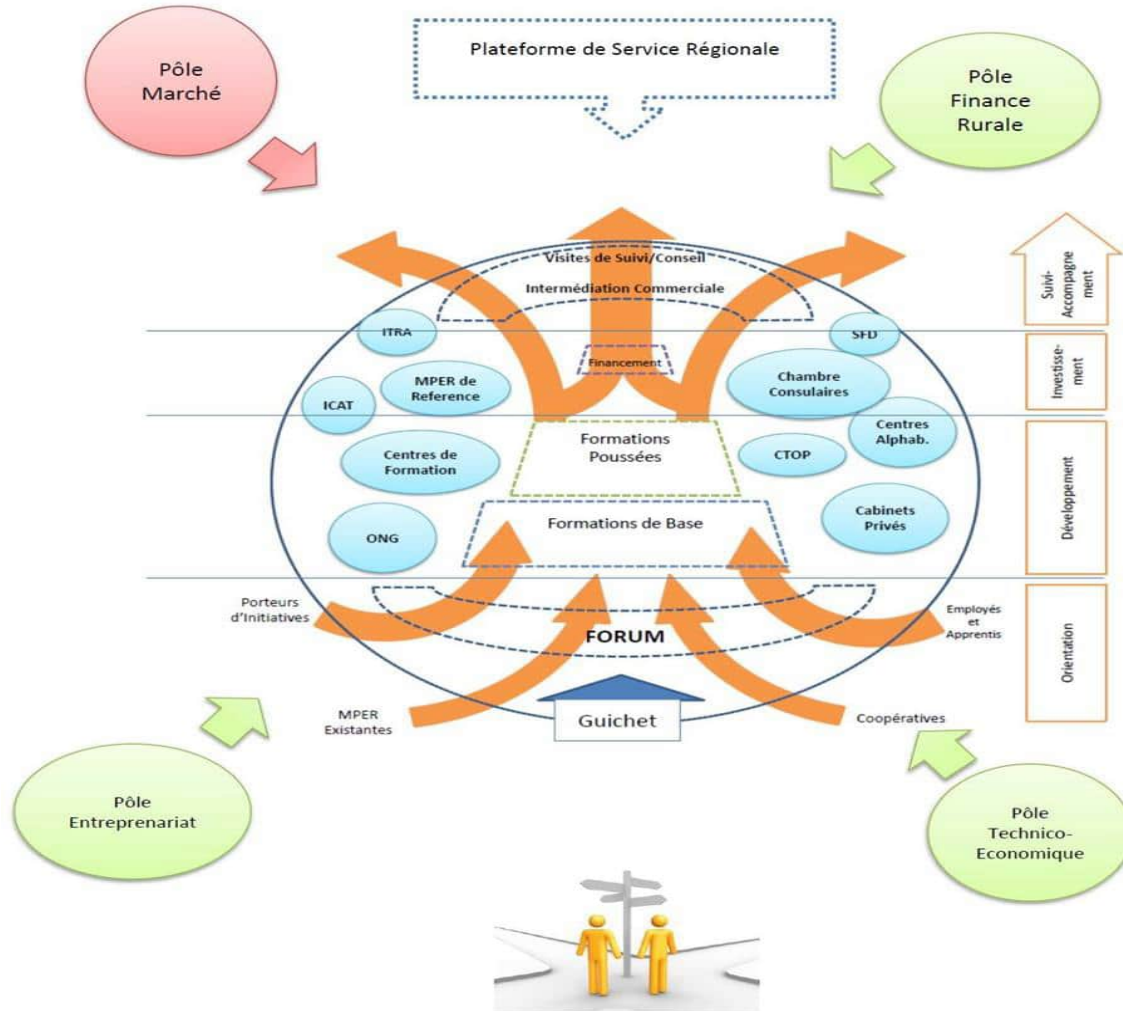 Plateforme de Service Régionale
Pôle
Marché
Pôle
Finance
Rurale
Visites de Suivi/Conseil
Intermédiation Commerciale
Suivi-
Accompagne
ment
ITRA
SFD
Financement
MPER de
Reference
Chambre
Consulaires
Investisse-
ment
ICAT
Centres
Alphab.
Formations
Poussées
Centres de
Formation
CTOP
Développement
Formations de Base
Cabinets
Privés
ONG
Porteurs
d'Initiatives
FORUM
Employés
et
Apprentis
Orientation
MPER
Existantes
Guichet
Coopératives
Pôle
Entreprenariat
Pôle
Technico-
Economique